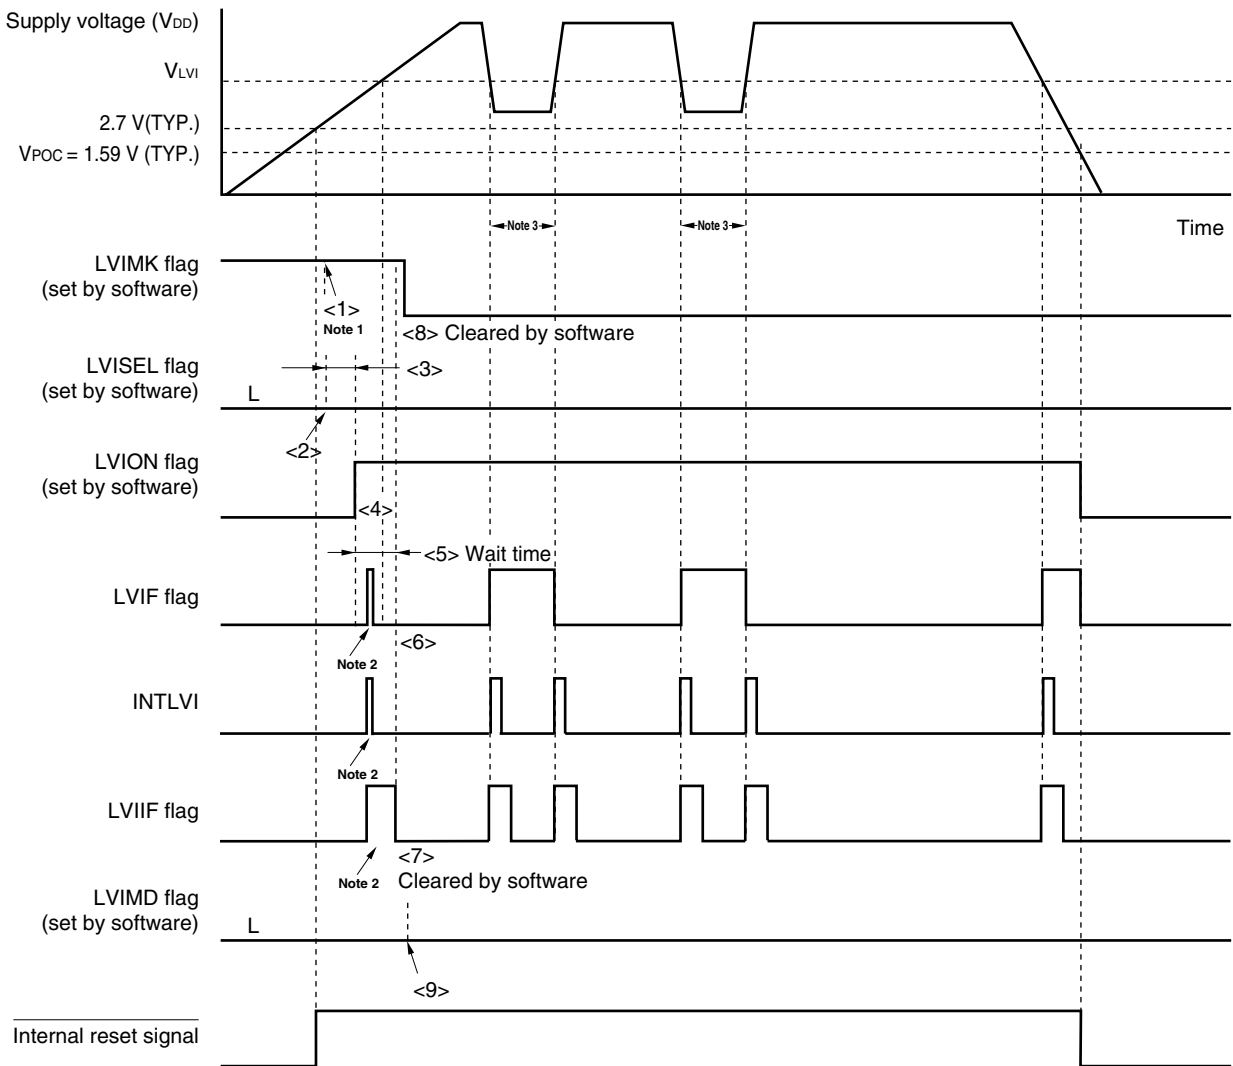 Supply voltage (VDD)
VLVI
2.7 V(TYP.)
VPOC = 1.59 V (TYP.)
Note 3
Note 3
Time
LVIMK flag
(set by software)
<1>
Note 1
<8> Cleared by software
LVISEL flag
(set by software)
L
<3>
<2>
LVION flag
(set by software)
<4>
<5> Wait time
LVIF flag
<6>
Note 2
INTLVI
Note 2
LVIIF flag
<7>
Note 2
Cleared by software
LVIMD flag
(set by software)
L
<9>
Internal reset signal